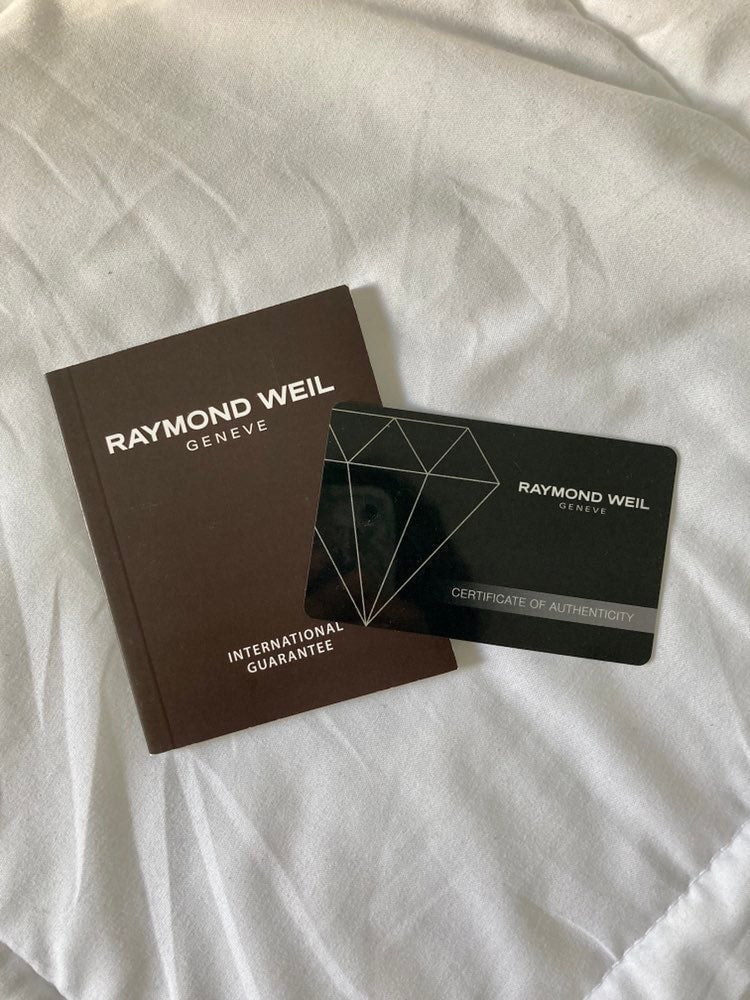 RAYMOND WEIL
GENEVE
INTERNATIONAL
GUARANTEE
RAYMOND WEIL
GENEVE
CERTIFICATE OF AUTHENTICITY